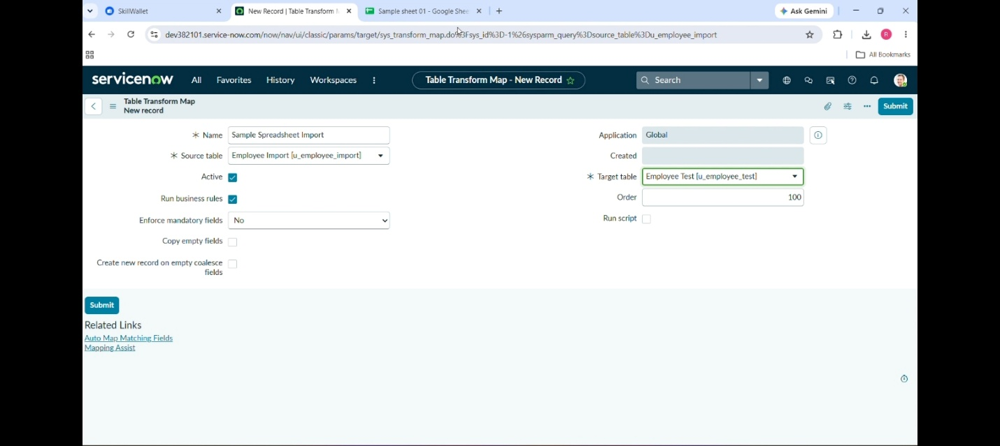 SkillWallet
New Record | Table Transform
Sample sheet 01 - Google Shee
Ask Gemini
dev382101.service-now.com/now/nav/ui/classic/params/target/sys_transform_map.do%3Fsys_id%3D-1%26sysparm_query%3Dsource_table%3Du_employee_import
R
All Bookmarks
servicenow
All
Favorites
History
Workspaces
Table Transform Map - New Record
Search
Table Transform Map
New record
Submit
* Name
Sample Spreadsheet Import
Application
Global
* Source table
Employee Import [u_employee_import]
Created
Active
* Target table
Employee Test [u_employee_test]
Run business rules
Order
100
Enforce mandatory fields
No
Run script
Copy empty fields
Create new record on empty coalesce
fields
Submit
Related Links
Auto Map Matching Fields
Mapping Assist